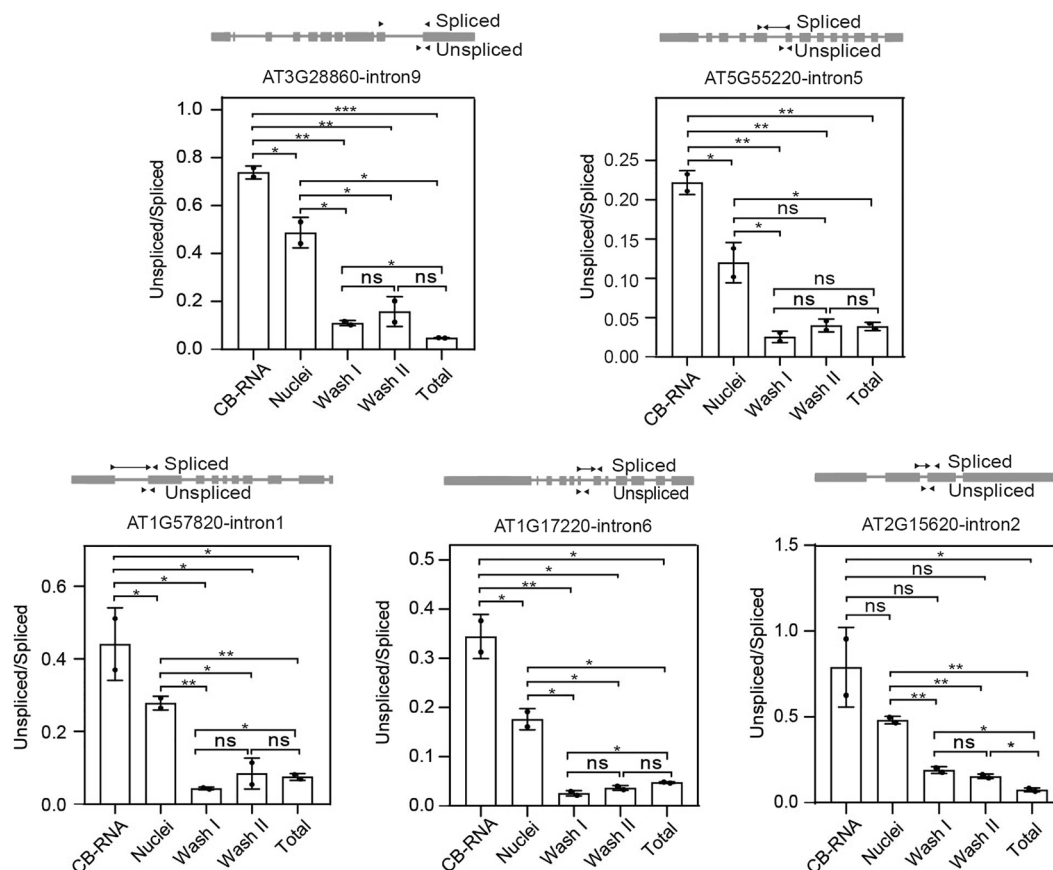 Spliced
Unspliced
AT3G28860-intron9
Unspliced/Spliced
1.0
0.8
0.6
0.4
0.2
0.0
***
**
**
*
*
*
*
*
ns
ns
CB-RNA
Nuclei
Wash I
Wash II
Total
Spliced
Unspliced
AT5G55220-intron5
Unspliced/Spliced
0.25
0.20
0.15
0.10
0.05
0.00
**
**
**
*
*
ns
*
ns
ns
ns
CB-RNA
Nuclei
Wash I
Wash II
Total
Spliced
Unspliced
AT1G57820-intron1
Unspliced/Spliced
0.6
0.4
0.2
0.0
*
*
*
*
**
*
**
*
ns
ns
CB-RNA
Nuclei
Wash I
Wash II
Total
Spliced
Unspliced
AT1G17220-intron6
Unspliced/Spliced
0.5
0.4
0.3
0.2
0.1
0.0
*
*
**
*
*
*
*
*
ns
ns
CB-RNA
Nuclei
Wash I
Wash II
Total
Spliced
Unspliced
AT2G15620-intron2
Unspliced/Spliced
1.5
1.0
0.5
0.0
*
ns
ns
ns
**
**
**
*
ns
*
CB-RNA
Nuclei
Wash I
Wash II
Total